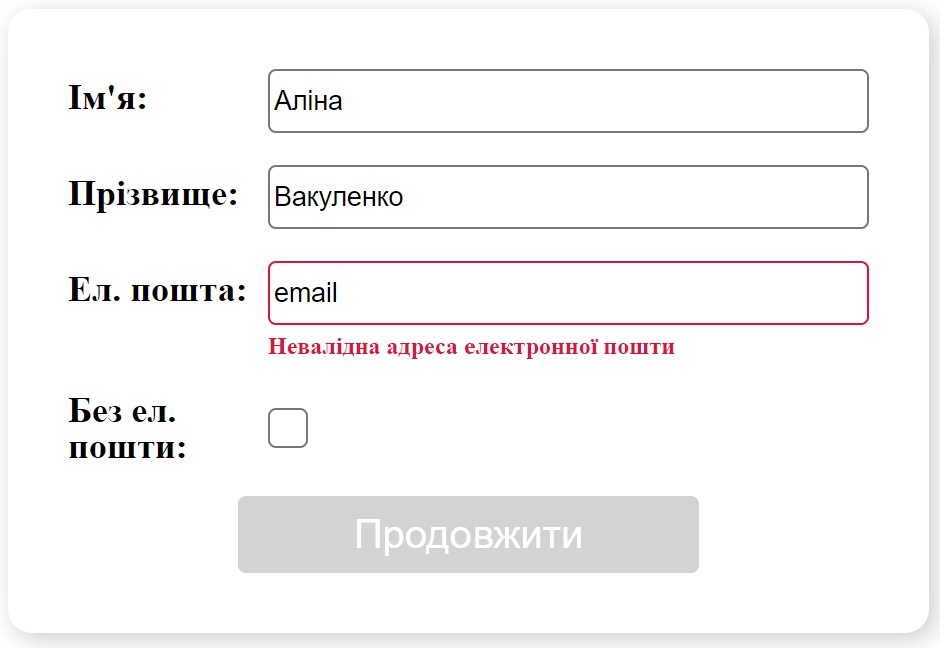 Ім'я:
Аліна
Прізвище:
Вакуленко
Ел. пошта:
email
Невалідна адреса електронної пошти
Без ел.
пошти:
Продовжити